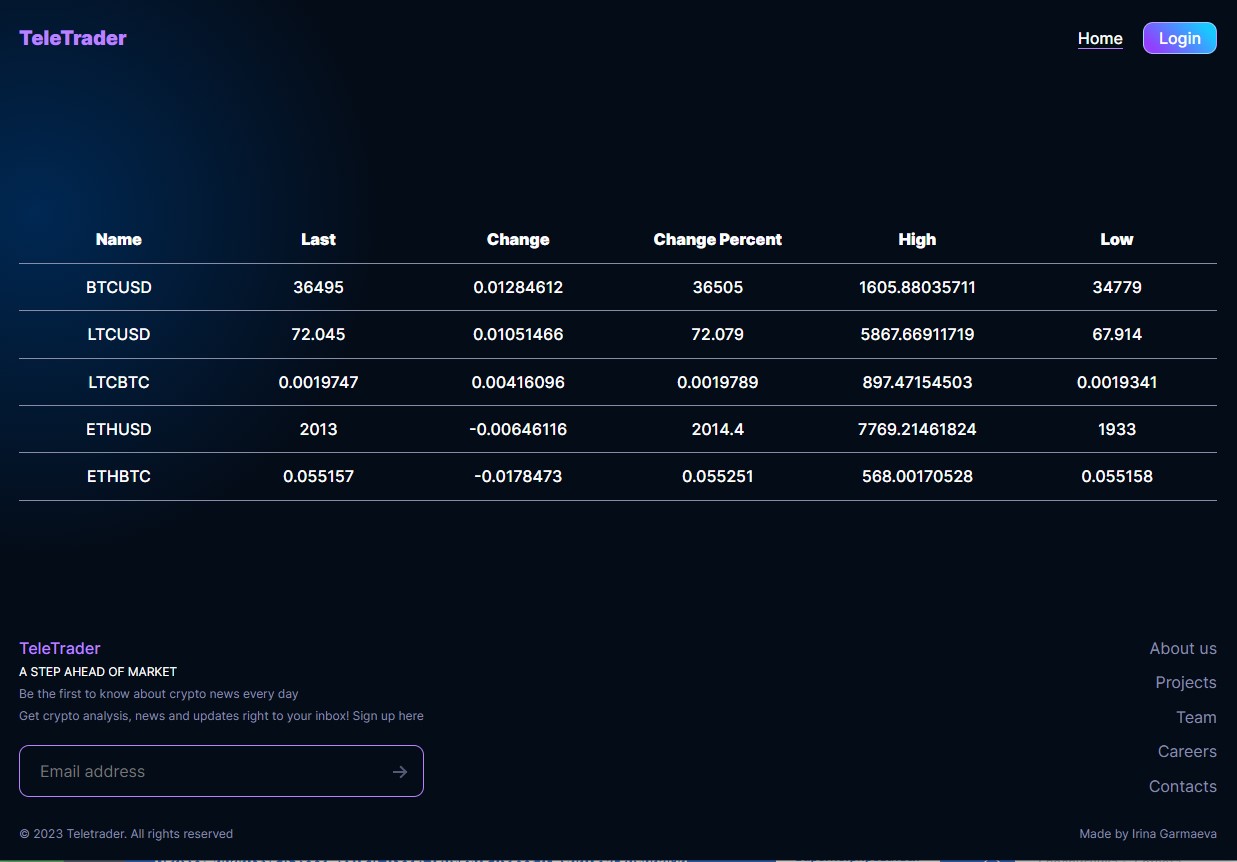 TeleTrader
Home Login
Name Last Change Change Percent High Low
BTCUSD 36495 0.01284612 36505 1605.88035711 34779
LTCUSD 72.045 0.01051466 72.079 5867.66911719 67.914
LTCBTC 0.0019747 0.00416096 0.0019789 897.47154503 0.0019341
ETHUSD 2013 -0.00646116 2014.4 7769.21461824 1933
ETHBTC 0.055157 -0.0178473 0.055251 568.00170528 0.055158
TeleTrader
A STEP AHEAD OF MARKET
Be the first to know about crypto news every day
Get crypto analysis, news and updates right to your inbox! Sign up here
Email address
About us
Projects
Team
Careers
Contacts
© 2023 Teletrader. All rights reserved
Made by Irina Garmaeva